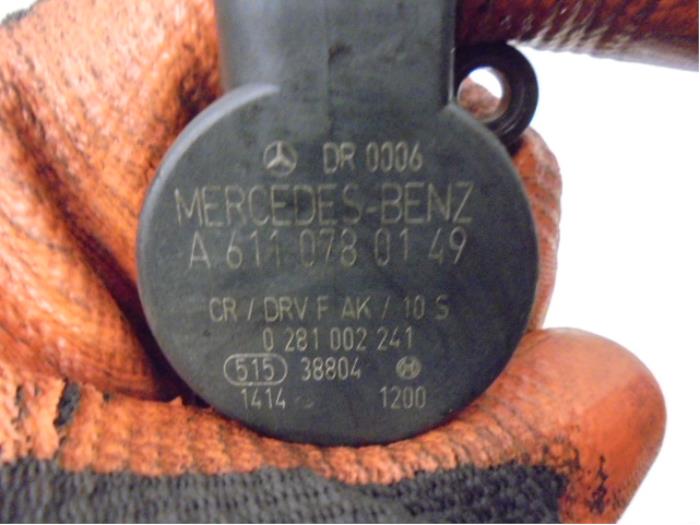 DR 0006
MERCEDES-BENZ
A 611 078 01 49
CR / DRV F AK / 10 S
0 281 002 241
515 38804
1414 1200